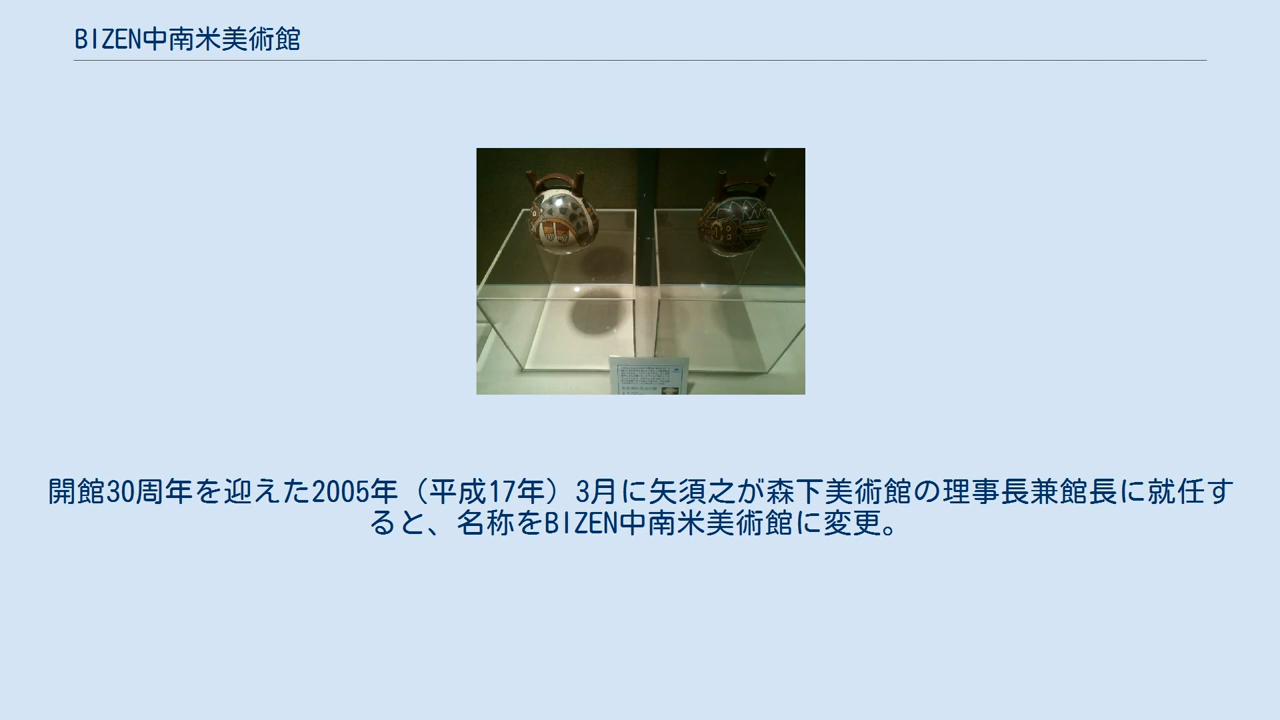 BIZEN中南米美術館
開館30周年を迎えた2005年（平成17年）3月に矢須之が森下美術館の理事長兼館長に就任す
ると、名称をBIZEN中南米美術館に変更。